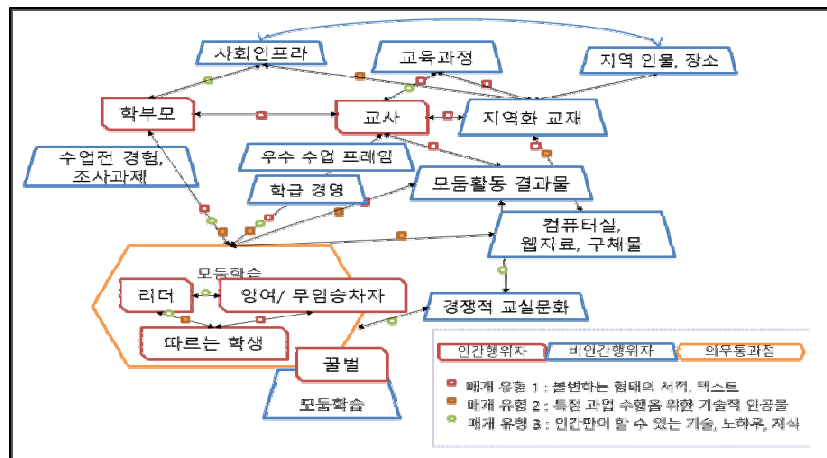 사회인프라
교육과정
지역 인물, 장소
학부모
교사
지역화 교재
수업전 경험,
조사과제
우수 수업 프레임
학급 경영
모둠활동 결과물
컴퓨터실,
웹자료, 구체물
모둠학습
리더
잉여/ 무임승차자
따르는 학생
경쟁적 교실문화
꿀벌
모둠학습
인간행위자
비인간행위자
의무통과점
매개 유형 1 : 불변하는 형태의 서적, 텍스트
매개 유형 2 : 특정 과업 수행을 위한 기술적 인공물
매개 유형 3 : 인간만이 할 수 있는 기술, 노하우, 지식